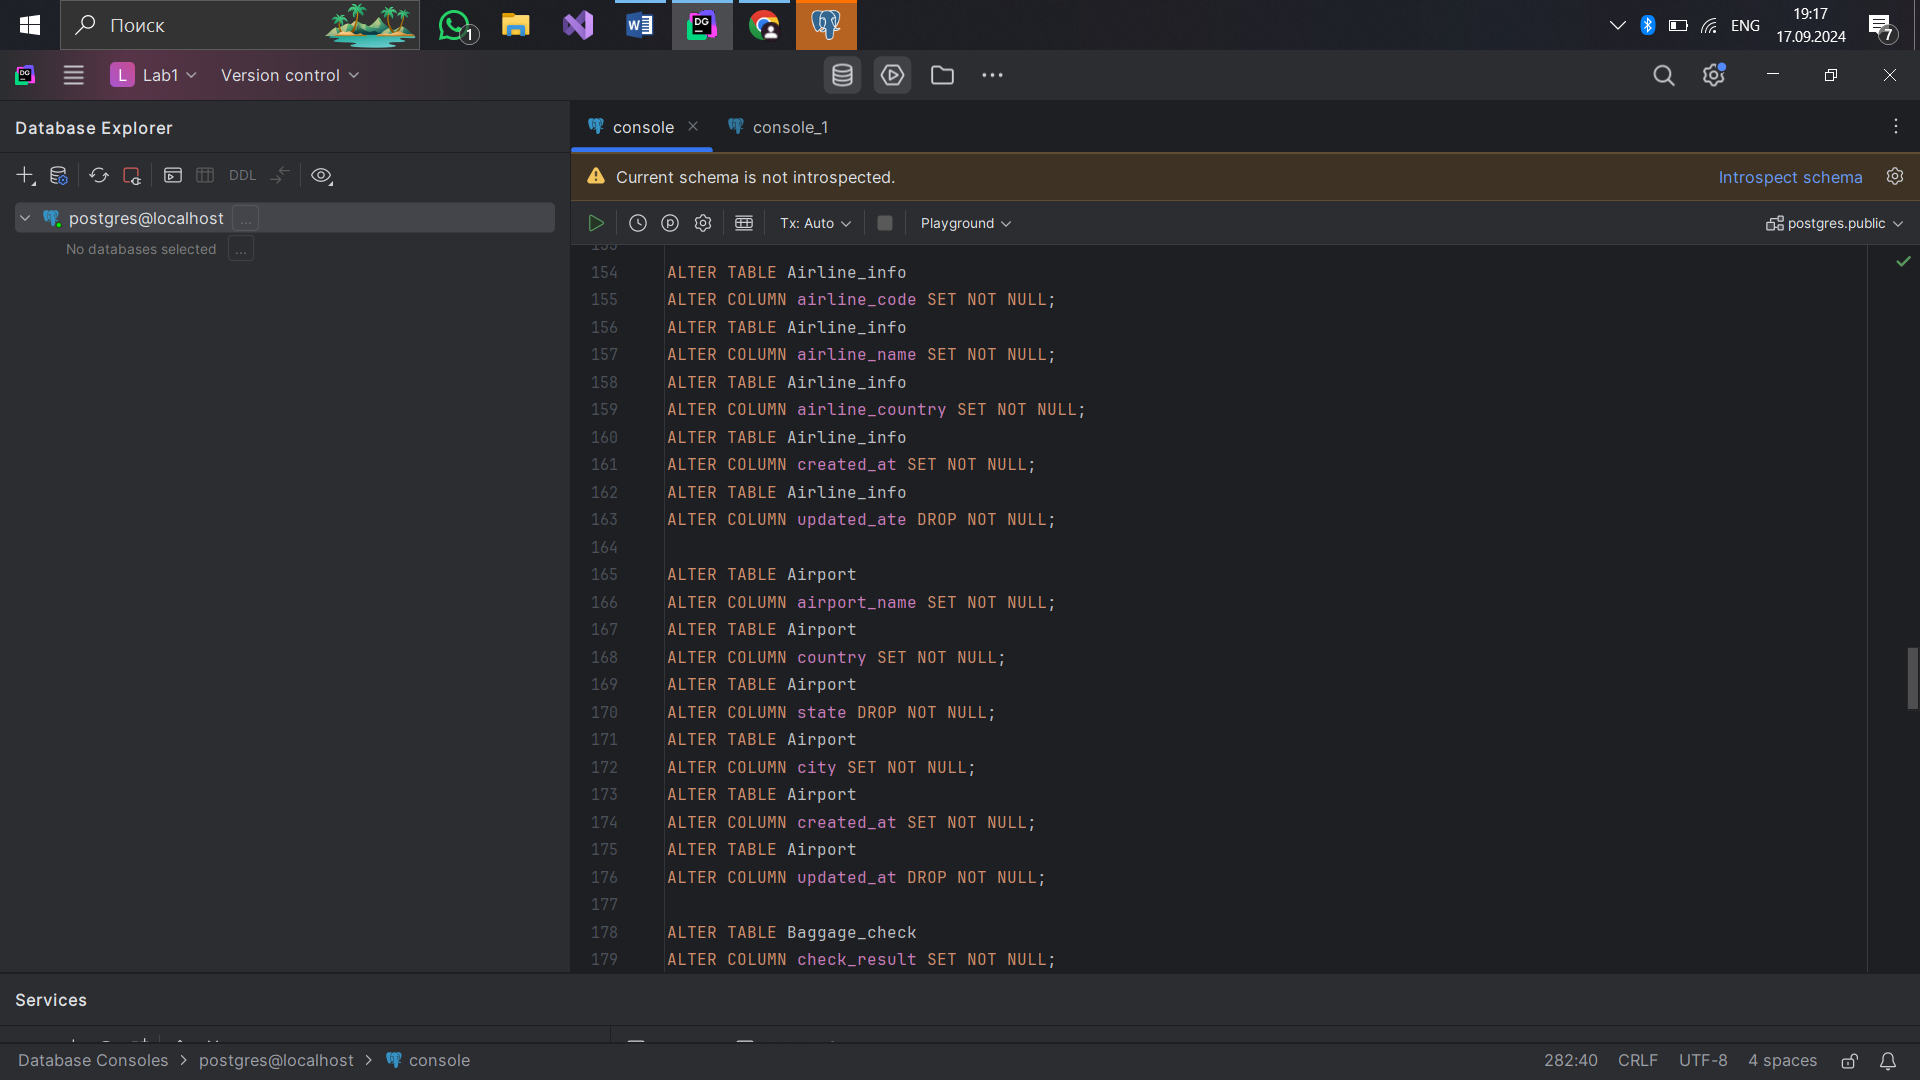 Поиск
1
ENG
19:17
17.09.2024
7
L Lab1
Version control
Database Explorer
console
console_1
Current schema is not introspected.
Introspect schema
DDL
postgres@localhost ...
No databases selected ...
Tx: Auto
Playground
postgres.public
154 ALTER TABLE Airline_info
155 ALTER COLUMN airline_code SET NOT NULL;
156 ALTER TABLE Airline_info
157 ALTER COLUMN airline_name SET NOT NULL;
158 ALTER TABLE Airline_info
159 ALTER COLUMN airline_country SET NOT NULL;
160 ALTER TABLE Airline_info
161 ALTER COLUMN created_at SET NOT NULL;
162 ALTER TABLE Airline_info
163 ALTER COLUMN updated_ate DROP NOT NULL;
164
165 ALTER TABLE Airport
166 ALTER COLUMN airport_name SET NOT NULL;
167 ALTER TABLE Airport
168 ALTER COLUMN country SET NOT NULL;
169 ALTER TABLE Airport
170 ALTER COLUMN state DROP NOT NULL;
171 ALTER TABLE Airport
172 ALTER COLUMN city SET NOT NULL;
173 ALTER TABLE Airport
174 ALTER COLUMN created_at SET NOT NULL;
175 ALTER TABLE Airport
176 ALTER COLUMN updated_at DROP NOT NULL;
177
178 ALTER TABLE Baggage_check
179 ALTER COLUMN check_result SET NOT NULL;
Services
Database Consoles > postgres@localhost > console
282:40 CRLF UTF-8 4 spaces